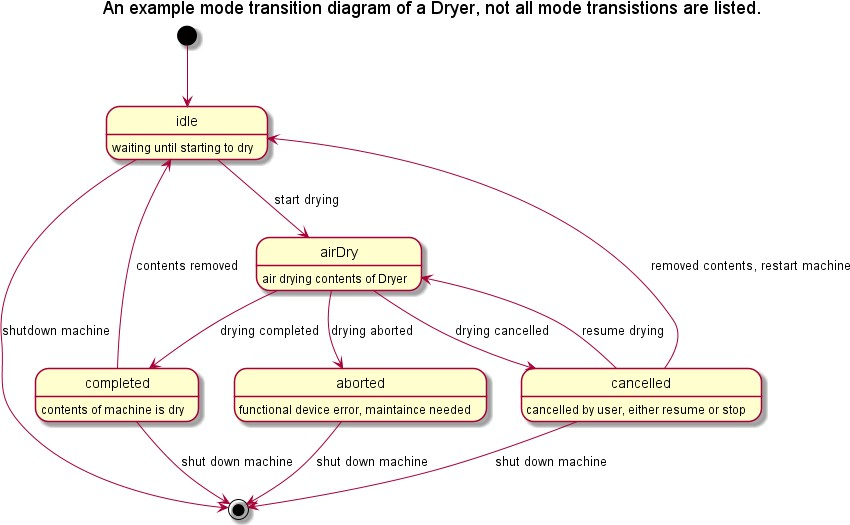 An example mode transition diagram of a Dryer, not all mode transistions are listed.
idle
waiting until starting to dry
start drying
airDry
air drying contents of Dryer
contents removed
removed contents, restart machine
shutdown machine
drying completed
drying aborted
drying cancelled
resume drying
completed
contents of machine is dry
aborted
functional device error, maintaince needed
cancelled
cancelled by user, either resume or stop
shut down machine
shut down machine
shut down machine